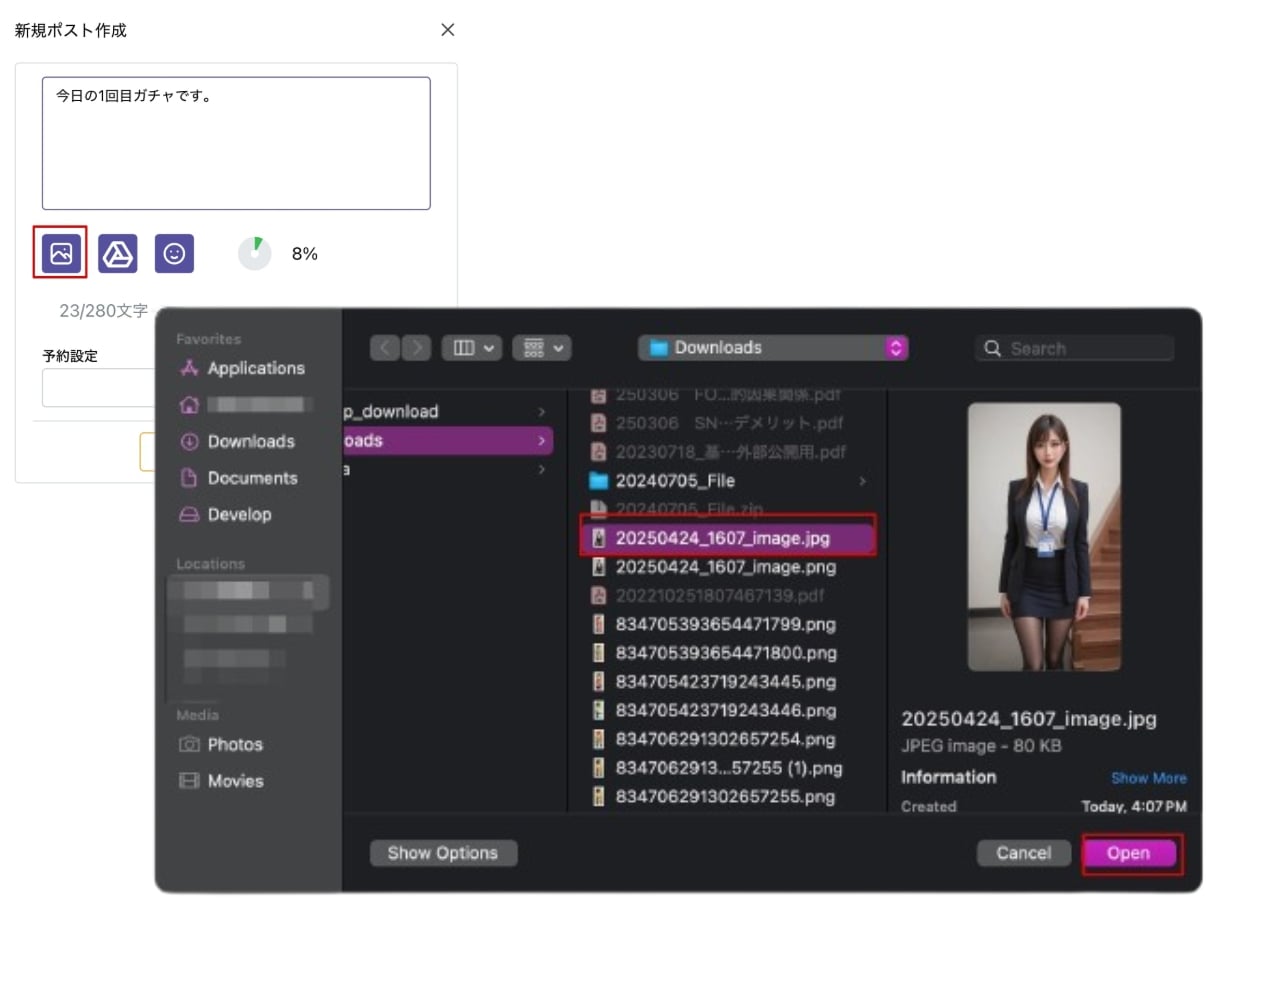 新規ポスト作成
今日の1回目ガチャです。
8%
23/280文字
予約設定
Favorites
Applications
Downloads
Documents
Develop
Locations
Media
Photos
Movies
Downloads
Search
p_download
oads
a
250306 FO...的因果関係.pdf
250306 SN…デメリット.pdf
20230718_基…外部公開用.pdf
20240705_File
20240705_File.zip
20250424_1607_image.jpg
20250424_1607_image.png
202210251807467139.pdf
834705393654471799.png
834705393654471800.png
834705423719243445.png
834705423719243446.png
834706291302657254.png
8347062913...57255 (1).png
834706291302657255.png
20250424_1607_image.jpg
JPEG image - 80 KB
Information
Show More
Created
Today, 4:07 PM
Show Options
Cancel
Open